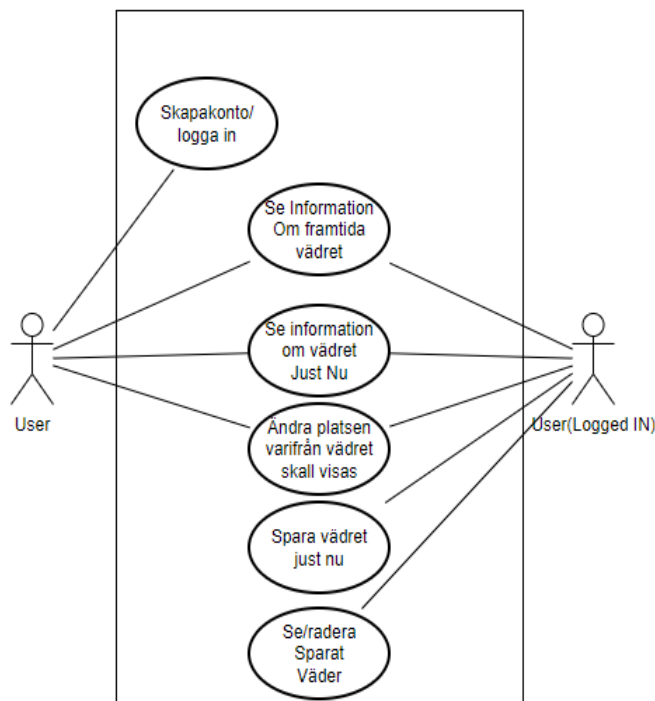 Skapakonto/
logga in
Se Information
Om framtida
vädret
Se information
om vädret
Just Nu
User
Ändra platsen
varifrån vädret
skall visas
User(Logged IN)
Spara vädret
just nu
Se/radera
Sparat
Väder